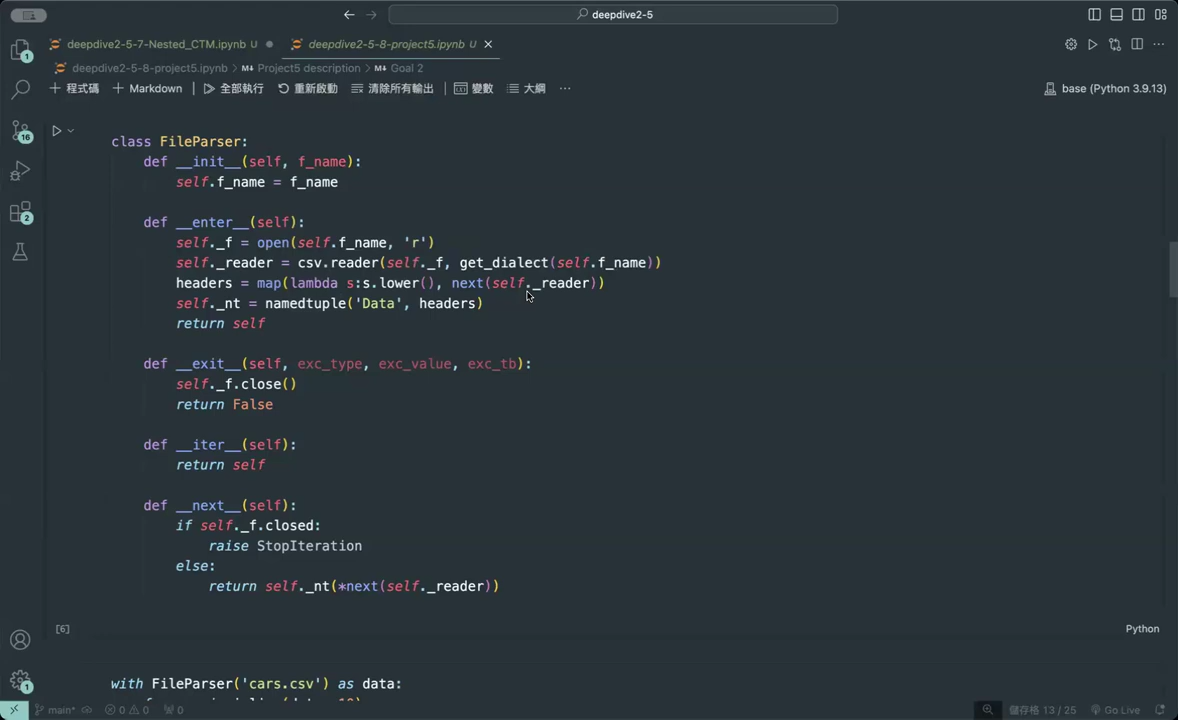 deepdive2-5
deepdive2-5-7-Nested_CTM.ipynb U
deepdive2-5-8-project5.ipynb U
deepdive2-5-8-project5.ipynb > M↓ Project5 description > M↓ Goal 2
+ 程式碼 + Markdown 全部執行 重新啟動 清除所有輸出 變數 大綱 ...
base (Python 3.9.13)
1
16
2
class FileParser:
    def __init__(self, f_name):
        self.f_name = f_name
    def __enter__(self):
        self._f = open(self.f_name, 'r')
        self._reader = csv.reader(self._f, get_dialect(self.f_name))
        headers = map(lambda s:s.lower(), next(self._reader))
        self._nt = namedtuple('Data', headers)
        return self
    def __exit__(self, exc_type, exc_value, exc_tb):
        self._f.close()
        return False
    def __iter__(self):
        return self
    def __next__(self):
        if self._f.closed:
            raise StopIteration
        else:
            return self._nt(*next(self._reader))
[6]
Python
with FileParser('cars.csv') as data:
1
main* 0 0 0
儲存格 13 / 25
Go Live